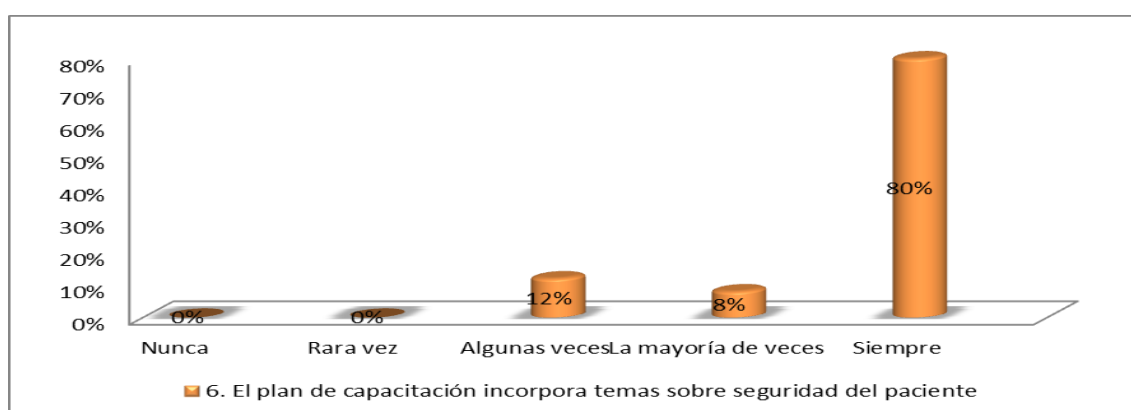 80%
70%
60%
50%
40%
30%
20%
10%
0%
0%
0%
12%
8%
80%
Nunca
Rara vez
Algunas veces
La mayoría de veces
Siempre
6. El plan de capacitación incorpora temas sobre seguridad del paciente